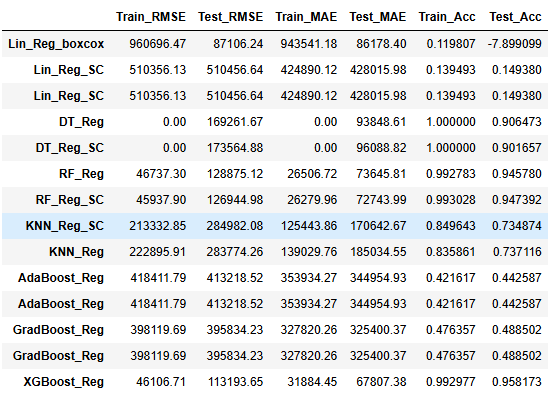 Train_RMSE Test_RMSE Train_MAE Test_MAE Train_Acc Test_Acc
Lin_Reg_boxcox 960696.47 87106.24 943541.18 86178.40 0.119807 -7.899099
Lin_Reg_SC 510356.13 510456.64 424890.12 428015.98 0.139493 0.149380
Lin_Reg_SC 510356.13 510456.64 424890.12 428015.98 0.139493 0.149380
DT_Reg 0.00 169261.67 0.00 93848.61 1.000000 0.906473
DT_Reg_SC 0.00 173564.88 0.00 96088.82 1.000000 0.901657
RF_Reg 46737.30 128875.12 26506.72 73645.81 0.992783 0.945780
RF_Reg_SC 45937.90 126944.98 26279.96 72743.99 0.993028 0.947392
KNN_Reg_SC 213332.85 284982.08 125443.86 170642.67 0.849643 0.734874
KNN_Reg 222895.91 283774.26 139029.76 185034.55 0.835861 0.737116
AdaBoost_Reg 418411.79 413218.52 353934.27 344954.93 0.421617 0.442587
AdaBoost_Reg 418411.79 413218.52 353934.27 344954.93 0.421617 0.442587
GradBoost_Reg 398119.69 395834.23 327820.26 325400.37 0.476357 0.488502
GradBoost_Reg 398119.69 395834.23 327820.26 325400.37 0.476357 0.488502
XGBoost_Reg 46106.71 113193.65 31884.45 67807.38 0.992977 0.958173